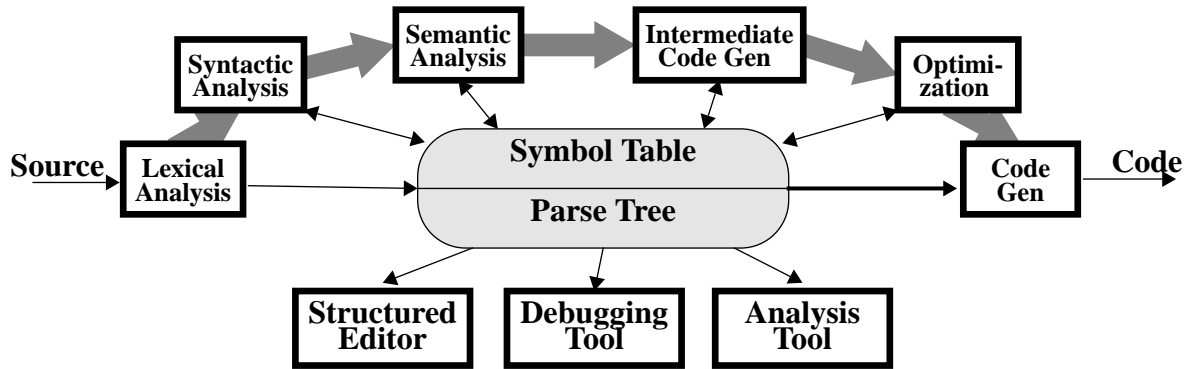 Source
Lexical
Analysis
Syntactic
Analysis
Semantic
Analysis
Intermediate
Code Gen
Optimi-
zation
Code
Gen
Code
Symbol Table
Parse Tree
Structured
Editor
Debugging
Tool
Analysis
Tool